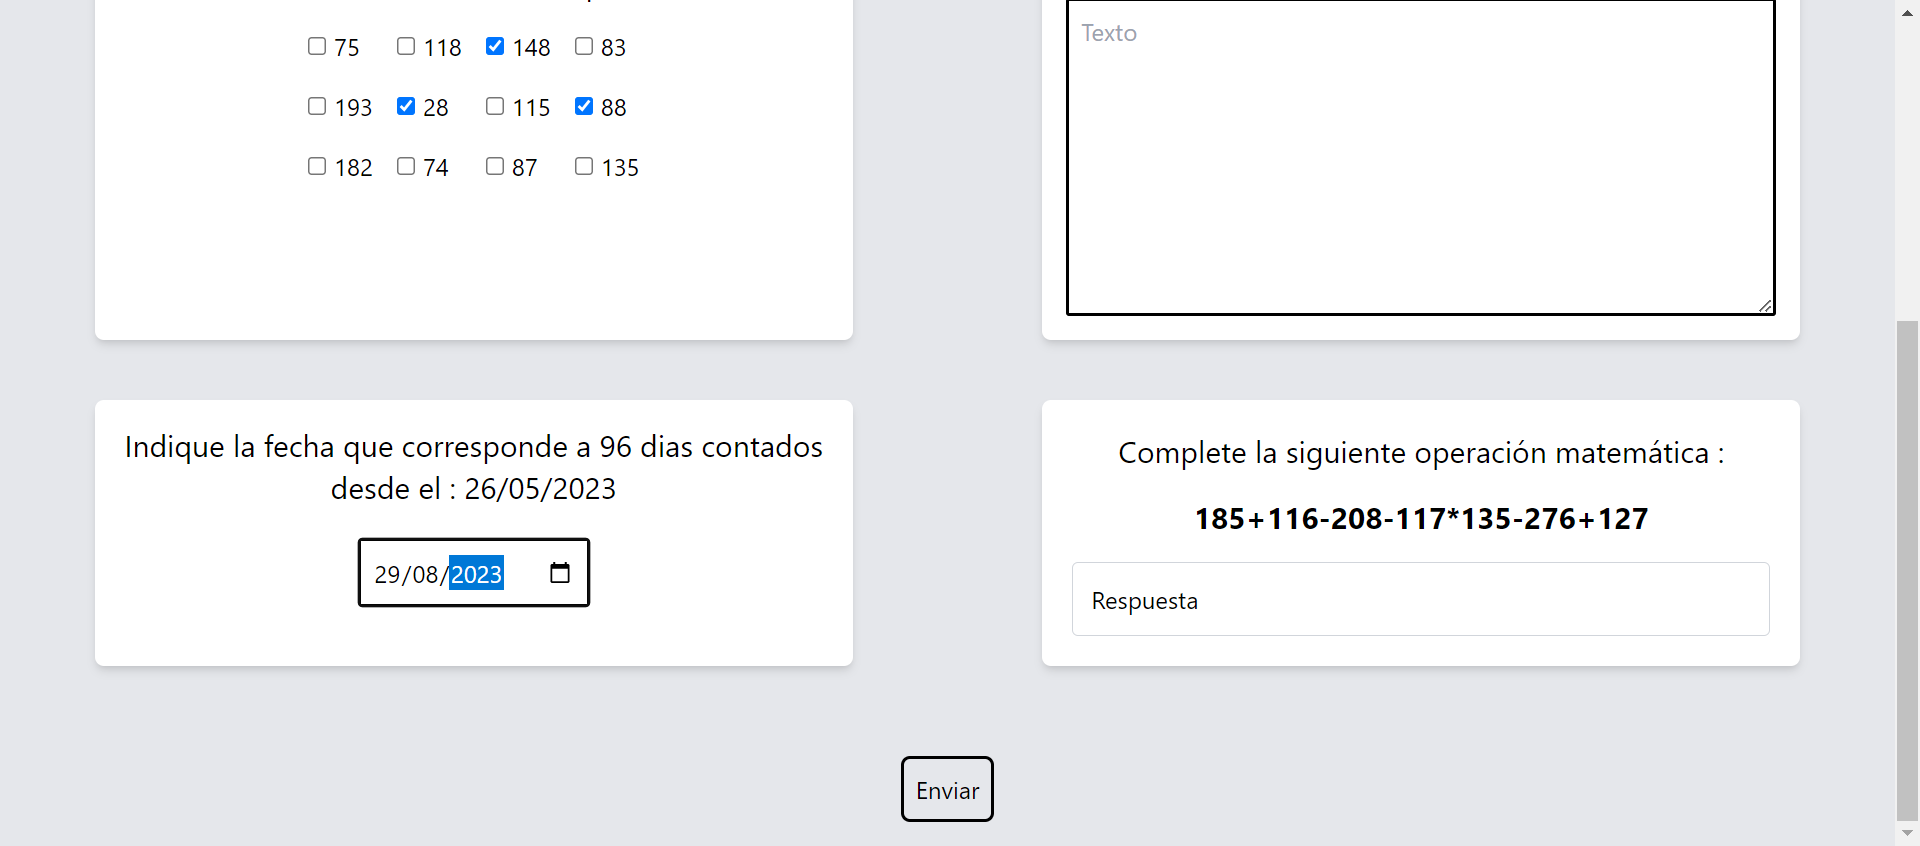 75 118 148 83
193 28 115 88
182 74 87 135
Texto
Indique la fecha que corresponde a 96 dias contados
desde el : 26/05/2023
29/08/2023
Complete la siguiente operación matemática :
185+116-208-117*135-276+127
Respuesta
Enviar